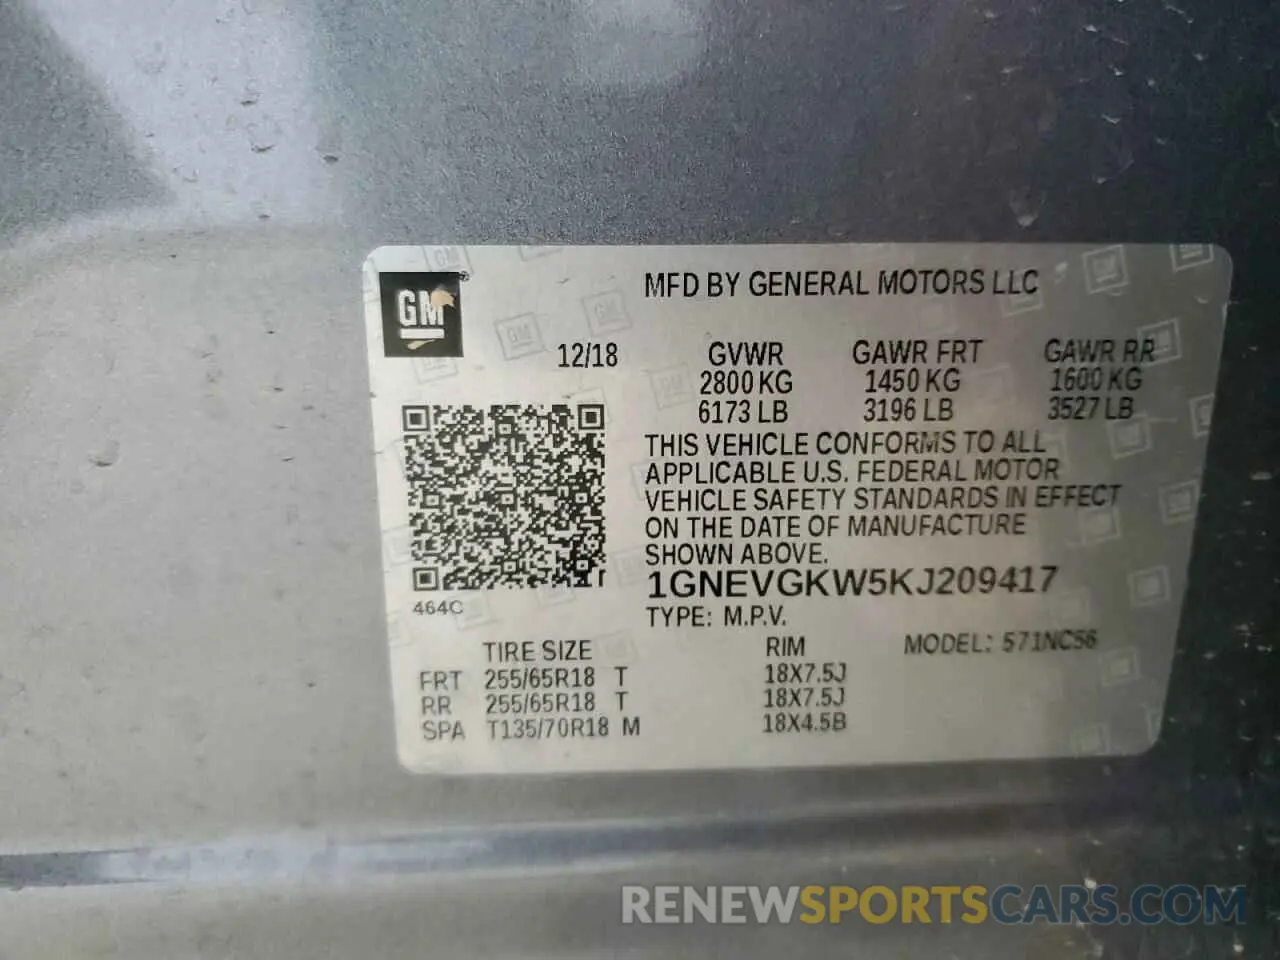 GM®
MFD BY GENERAL MOTORS LLC
12/18 GVWR GAWR FRT GAWR RR
2800 KG 1450 KG 1600 KG
6173 LB 3196 LB 3527 LB
THIS VEHICLE CONFORMS TO ALL
APPLICABLE U.S. FEDERAL MOTOR
VEHICLE SAFETY STANDARDS IN EFFECT
ON THE DATE OF MANUFACTURE
SHOWN ABOVE.
1GNEVGKW5KJ209417
464C
TYPE: M.P.V.
TIRE SIZE RIM MODEL: 571NC56
FRT 255/65R18 T 18X7.5J
RR 255/65R18 T 18X7.5J
SPA T135/70R18 M 18X4.5B
RENEWSPORTSCARS.COM